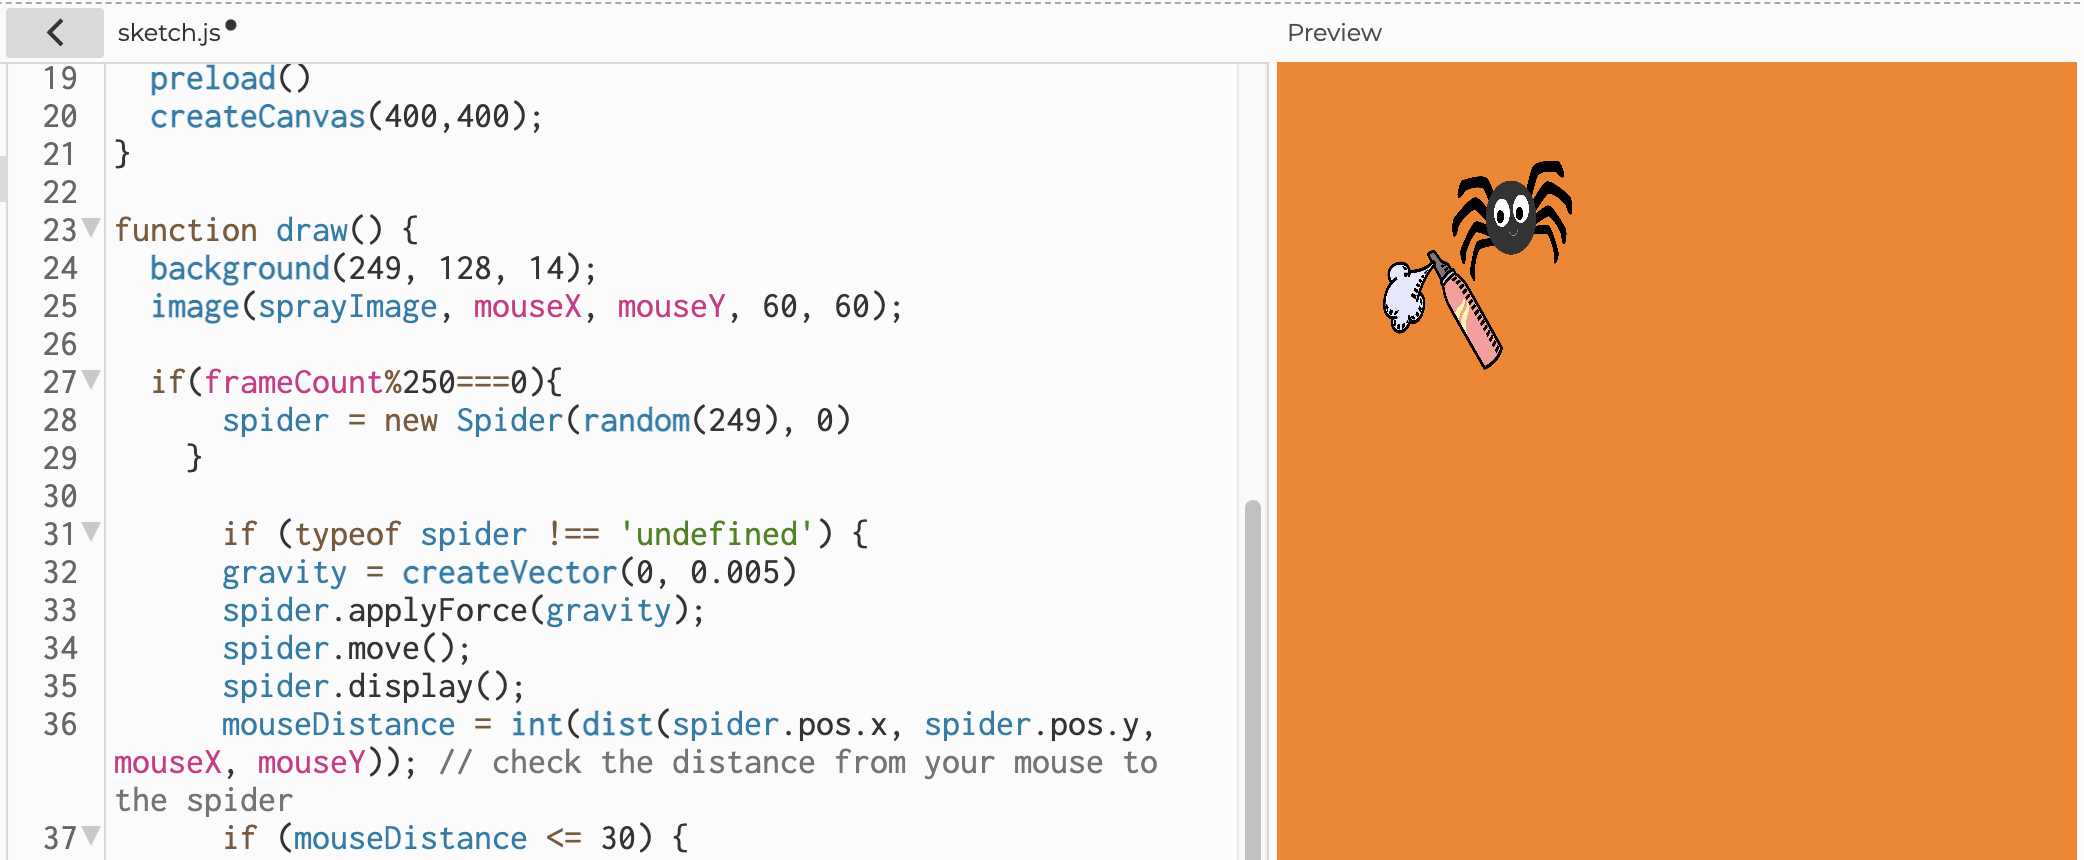 sketch.js
Preview
19 preload()
20 createCanvas(400,400);
21 }
22
23 function draw() {
24 background(249, 128, 14);
25 image(sprayImage, mouseX, mouseY, 60, 60);
26
27 if(frameCount%250===0){
28 spider = new Spider(random(249), 0)
29 }
30
31 if (typeof spider !== 'undefined') {
32 gravity = createVector(0, 0.005)
33 spider.applyForce(gravity);
34 spider.move();
35 spider.display();
36 mouseDistance = int(dist(spider.pos.x, spider.pos.y,
mouseX, mouseY)); // check the distance from your mouse to
the spider
37 if (mouseDistance <= 30) {